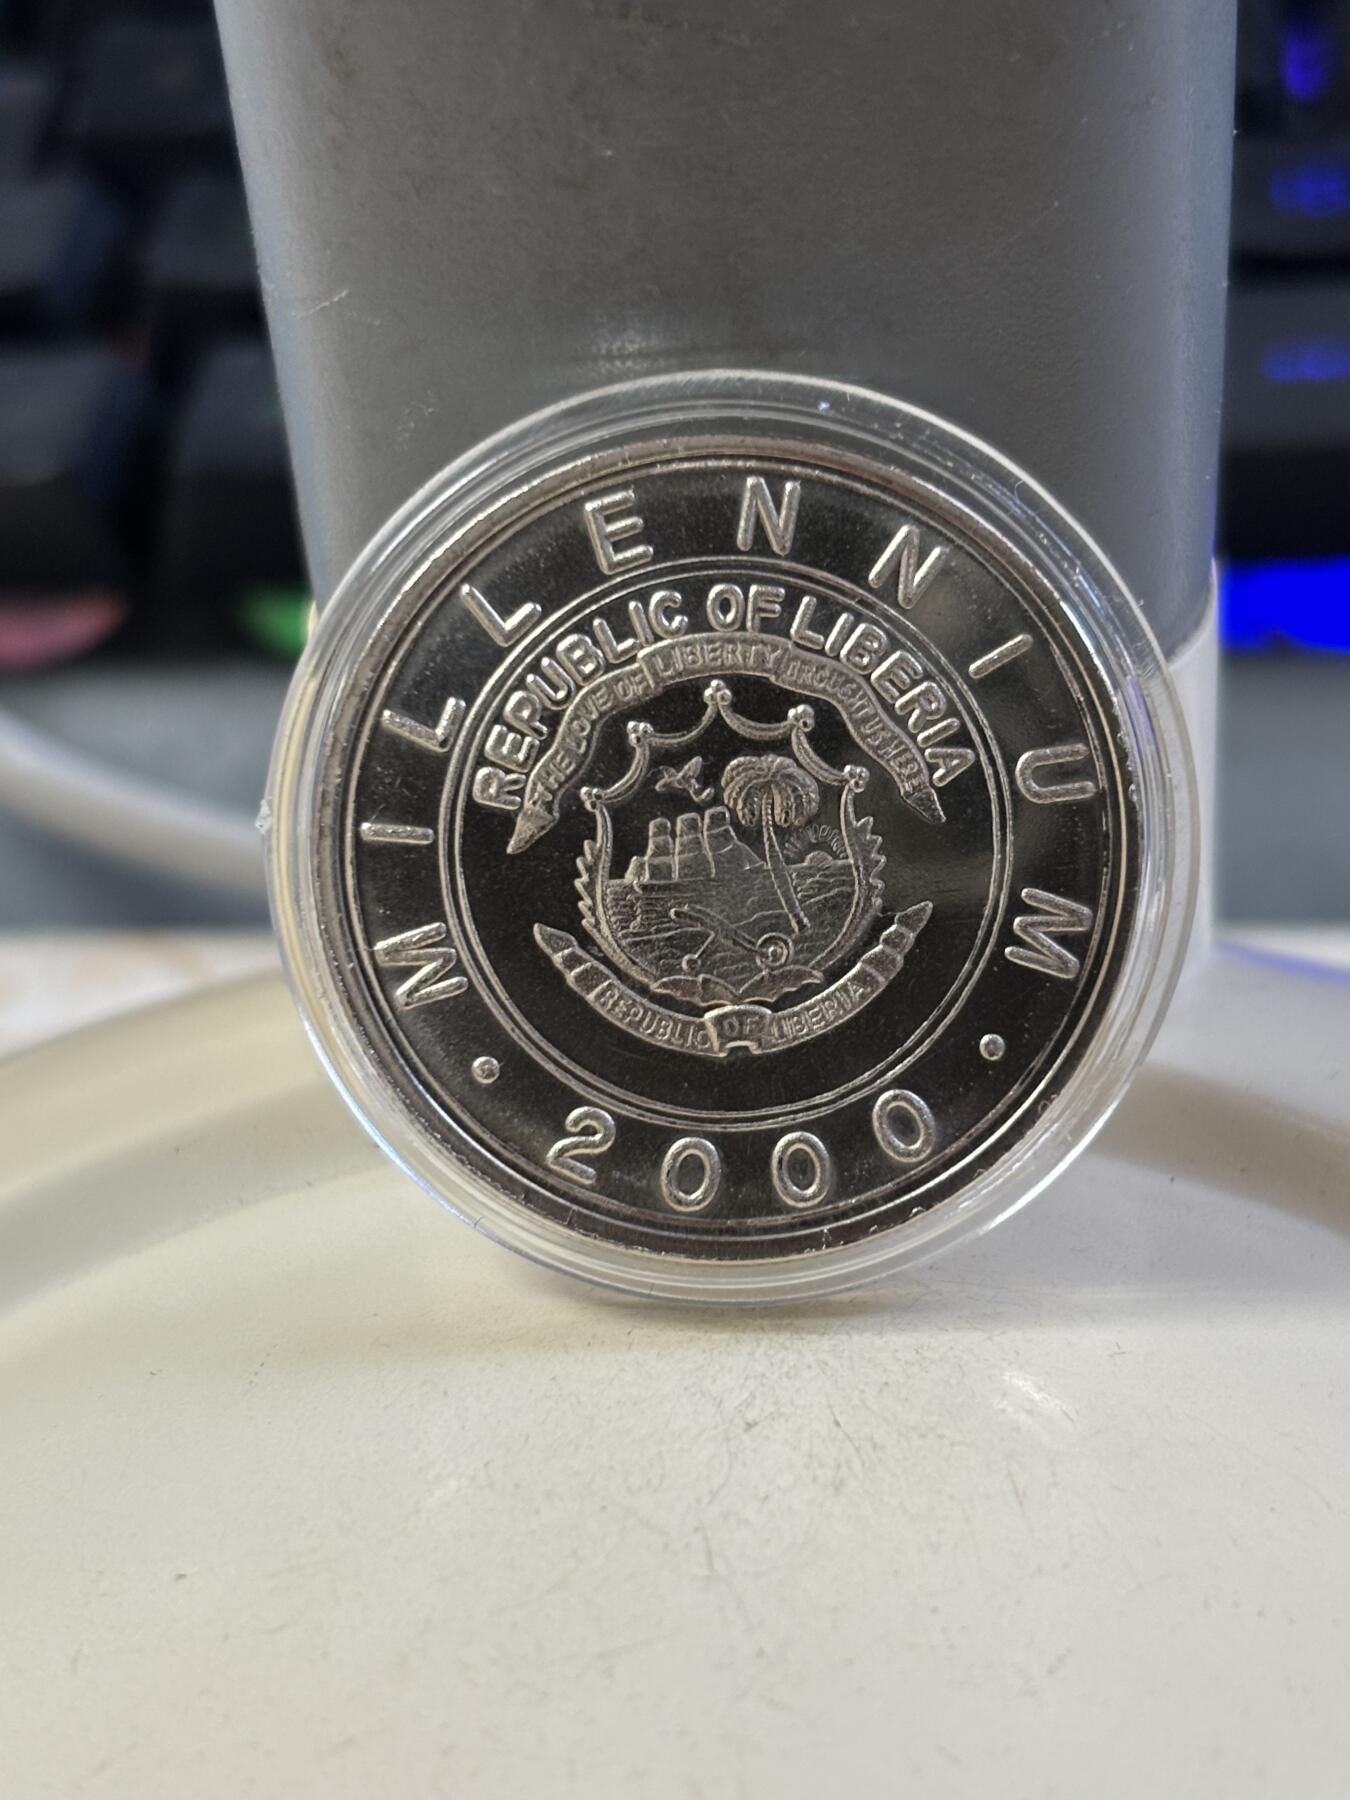 MILLENNIUM
REPUBLIC OF LIBERIA
THE LOVE OF LIBERTY BROUGHT US HERE
REPUBLIC OF LIBERIA
• 2000 •